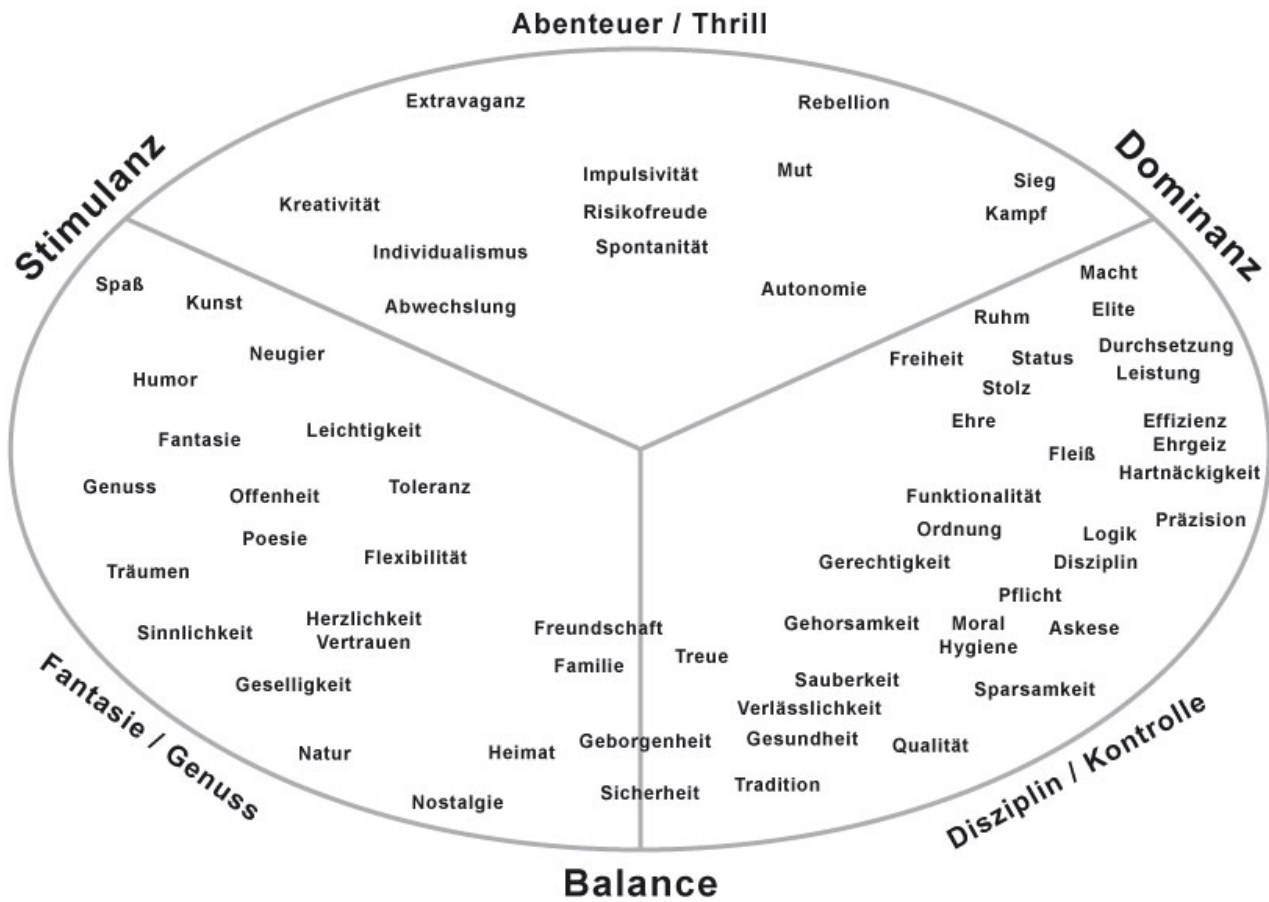 Abenteuer / Thrill
Extravaganz
Rebellion
Dominanz
Stimulanz
Impulsivität
Mut
Sieg
Kreativität
Risikofreude
Kampf
Individualismus
Spontanität
Spaß
Kunst
Abwechslung
Autonomie
Macht
Ruhm
Elite
Neugier
Freiheit
Status
Durchsetzung
Leistung
Humor
Stolz
Fantasie
Leichtigkeit
Ehre
Effizienz
Ehrgeiz
Fleiß
Hartnäckigkeit
Genuss
Offenheit
Toleranz
Funktionalität
Poesie
Ordnung
Logik
Präzision
Träumen
Flexibilität
Gerechtigkeit
Disziplin
Pflicht
Sinnlichkeit
Herzlichkeit
Vertrauen
Freundschaft
Gehorsamkeit
Moral
Hygiene
Askese
Familie
Treue
Geselligkeit
Sauberkeit
Sparsamkeit
Verlässlichkeit
Natur
Heimat
Geborgenheit
Gesundheit
Qualität
Nostalgie
Sicherheit
Tradition
Fantasie / Genuss
Disziplin / Kontrolle
Balance